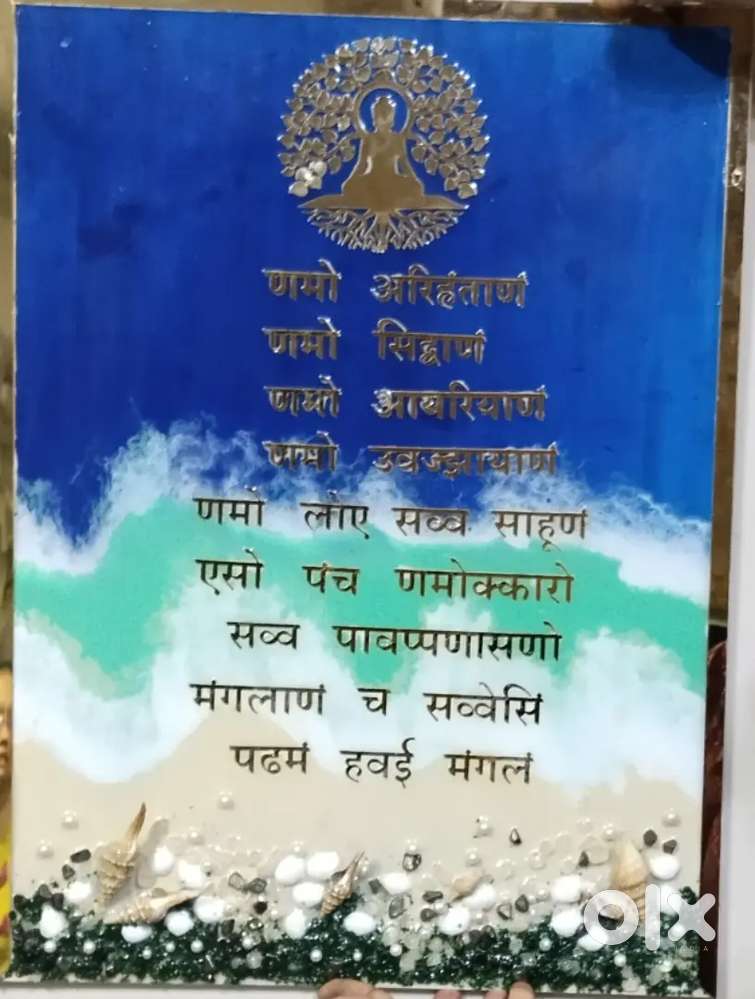 णमो अरिहंताणं
णमो सिद्धाणं
णमो आयरियाणं
णमो उवज्झायाणं
णमो लोए सव्व साहूणं
एसो पंच णमोक्कारो
सव्व पावप्पणासणो
मंगलाणं च सव्वेसिं
पढमं हवई मंगलं
olx